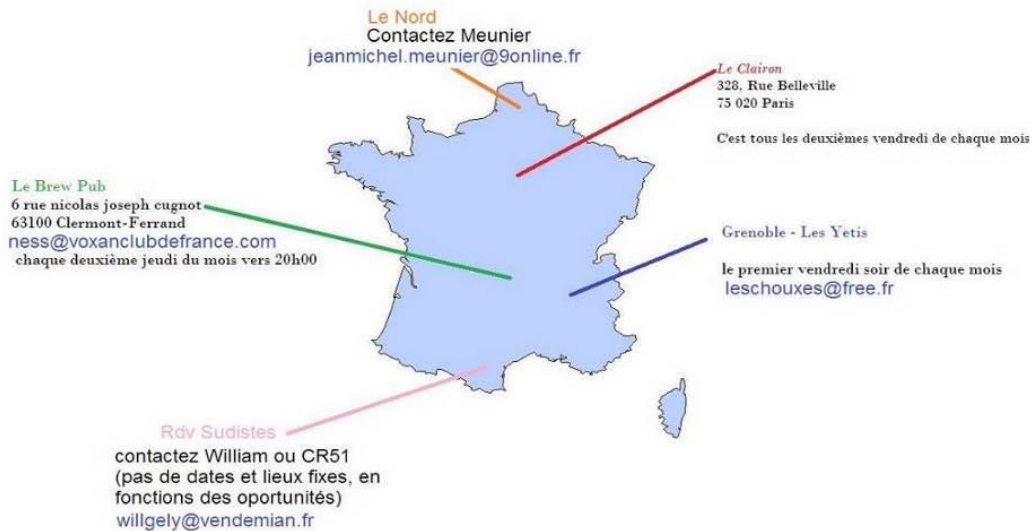 Le Nord
Contactez Meunier
jeanmichel.meunier@9online.fr
Le Clairon
328, Rue Belleville
75 020 Paris
C'est tous les deuxièmes vendredi de chaque mois
Le Brew Pub
6 rue nicolas joseph cugnot
63100 Clermont-Ferrand
ness@voxanclubdefrance.com
chaque deuxième jeudi du mois vers 20h00
Grenoble - Les Yetis
le premier vendredi soir de chaque mois
leschouxes@free.fr
Rdv Sudistes
contactez William ou CR51
(pas de dates et lieux fixes, en
fonctions des oportunités)
willgely@vendemian.fr